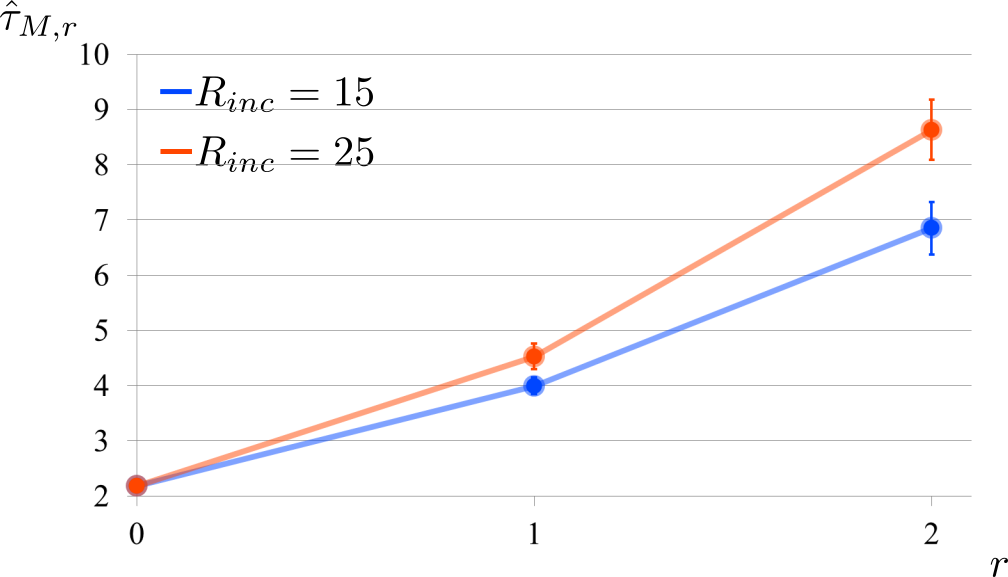 τ̂_{M,r}
10
R_{inc} = 15
9
R_{inc} = 25
8
7
6
5
4
3
2
0 1 2
r